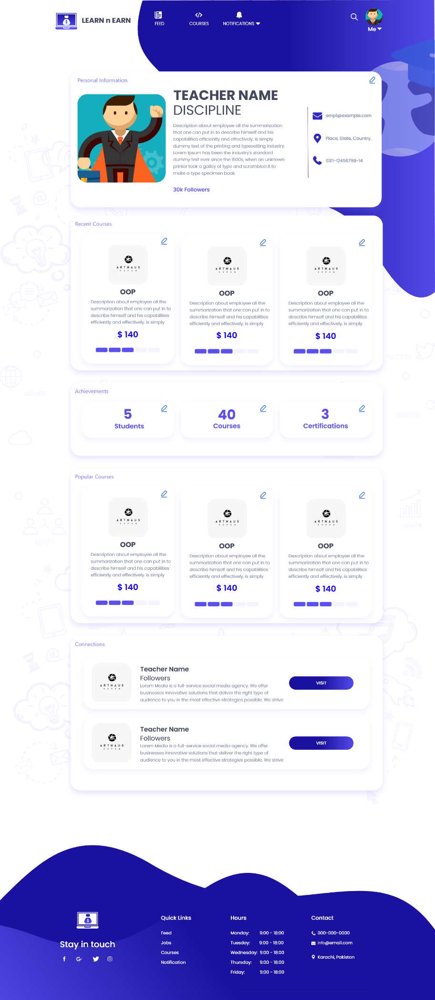 LEARN n EARN
FEED
COURSES
NOTIFICATIONS
Me
Personal Information
TEACHER NAME
DISCIPLINE
Description about employee all the summarization
that one can put in to describe himself and his
capabilities efficiently and effectively. is simply
dummy text of the printing and typesetting industry.
Lorem Ipsum has been the industry's standard
dummy text ever since the 1500s, when an unknown
printer took a galley of type and scrambled it to
make a type specimen book.
30k Followers
emp1@example.com
Place, State, Country.
0311-12456798-14
Recent Courses
ARTHAUS
ASPEN
OOP
Description about employee all the
summarization that one can put in to
describe himself and his capabilities
efficiently and effectively. is simply
$ 140
ARTHAUS
ASPEN
OOP
Description about employee all the
summarization that one can put in to
describe himself and his capabilities
efficiently and effectively. is simply
$ 140
ARTHAUS
ASPEN
OOP
Description about employee all the
summarization that one can put in to
describe himself and his capabilities
efficiently and effectively. is simply
$ 140
TWITTER
WORLDWIDE
MARKETING
Achievements
5
Students
40
Courses
3
Certifications
Popular Courses
ARTHAUS
ASPEN
OOP
Description about employee all the
summarization that one can put in to
describe himself and his capabilities
efficiently and effectively. is simply
$ 140
ARTHAUS
ASPEN
OOP
Description about employee all the
summarization that one can put in to
describe himself and his capabilities
efficiently and effectively. is simply
$ 140
ARTHAUS
ASPEN
OOP
Description about employee all the
summarization that one can put in to
describe himself and his capabilities
efficiently and effectively. is simply
$ 140
GROUPS
GROWTH
Connections
ARTHAUS
ASPEN
Teacher Name
Followers
Lorem Media is a full-service social media agency. We offer
businesses innovative solutions that deliver the right type of
audience to you in the most effective strategies possible. We strive
VISIT
ARTHAUS
ASPEN
Teacher Name
Followers
Lorem Media is a full-service social media agency. We offer
businesses innovative solutions that deliver the right type of
audience to you in the most effective strategies possible. We strive
VISIT
Stay in touch
Quick Links
Feed
Jobs
Courses
Notification
Hours
Monday: 9:00 - 18:00
Tuesday: 9:00 - 18:00
Wednesday: 9:00 - 18:00
Thursday: 9:00 - 18:00
Friday: 9:00 - 18:00
Contact
000-000-0000
info@email.com
Karachi, Pakistan